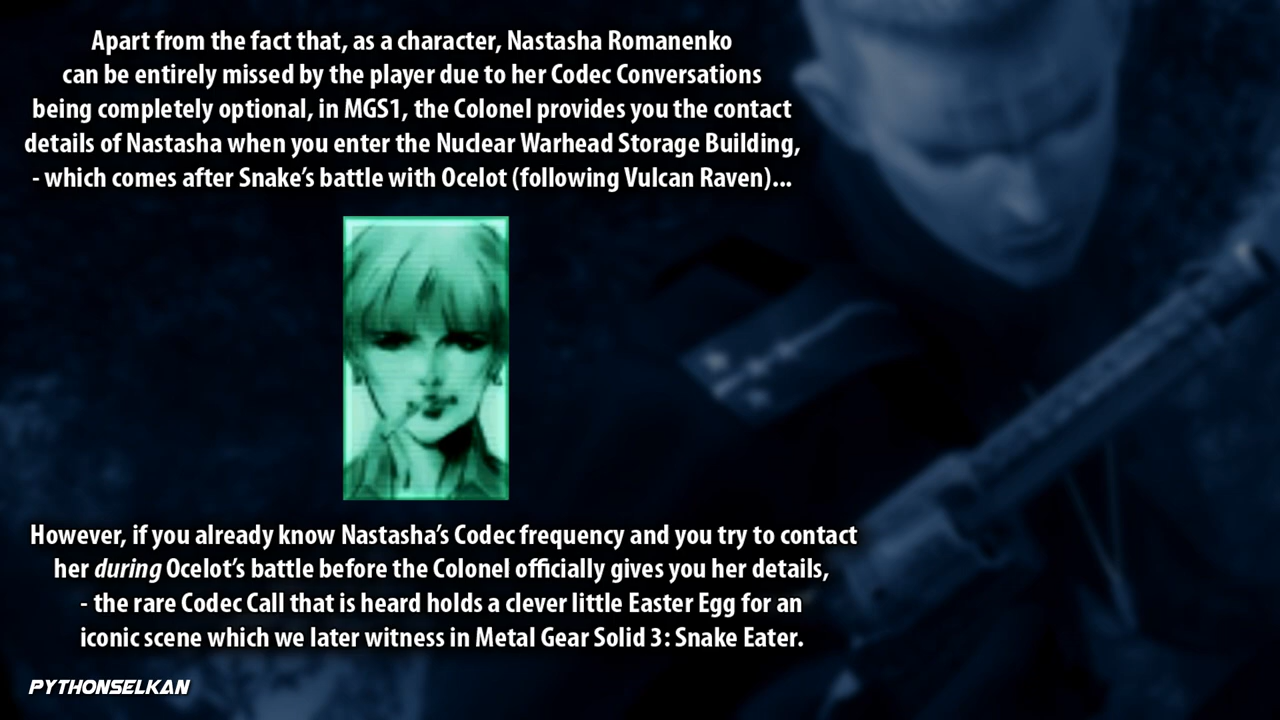 Apart from the fact that, as a character, Nastasha Romanenko
can be entirely missed by the player due to her Codec Conversations
being completely optional, in MGS1, the Colonel provides you the contact
details of Nastasha when you enter the Nuclear Warhead Storage Building,
- which comes after Snake's battle with Ocelot (following Vulcan Raven)...
However, if you already know Nastasha's Codec frequency and you try to contact
her during Ocelot's battle before the Colonel officially gives you her details,
- the rare Codec Call that is heard holds a clever little Easter Egg for an
iconic scene which we later witness in Metal Gear Solid 3: Snake Eater.
PYTHONSELKAN